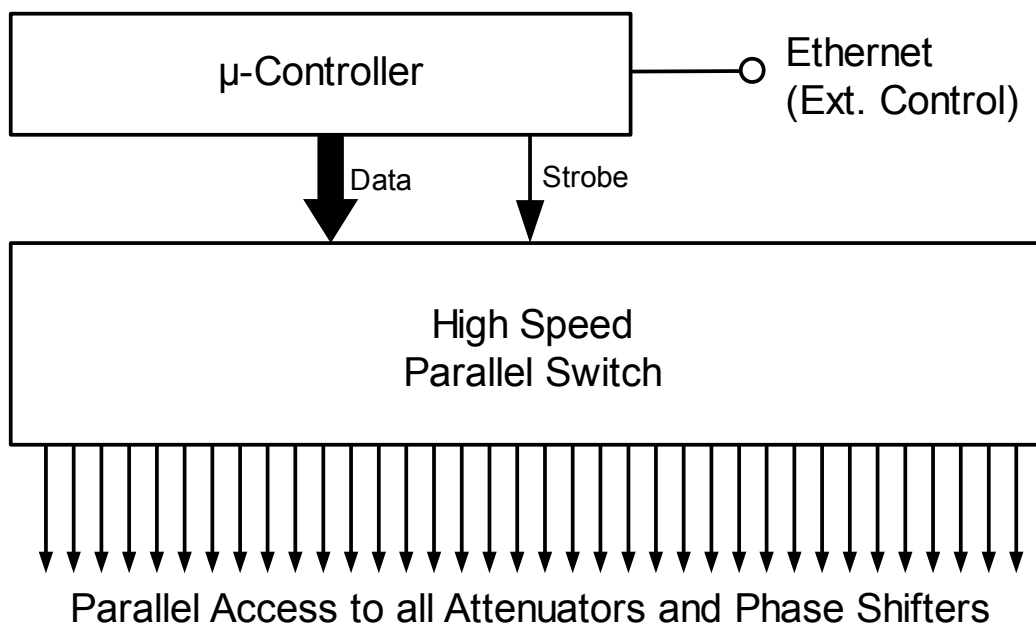 µ-Controller
Ethernet
(Ext. Control)
Data
Strobe
High Speed
Parallel Switch
Parallel Access to all Attenuators and Phase Shifters